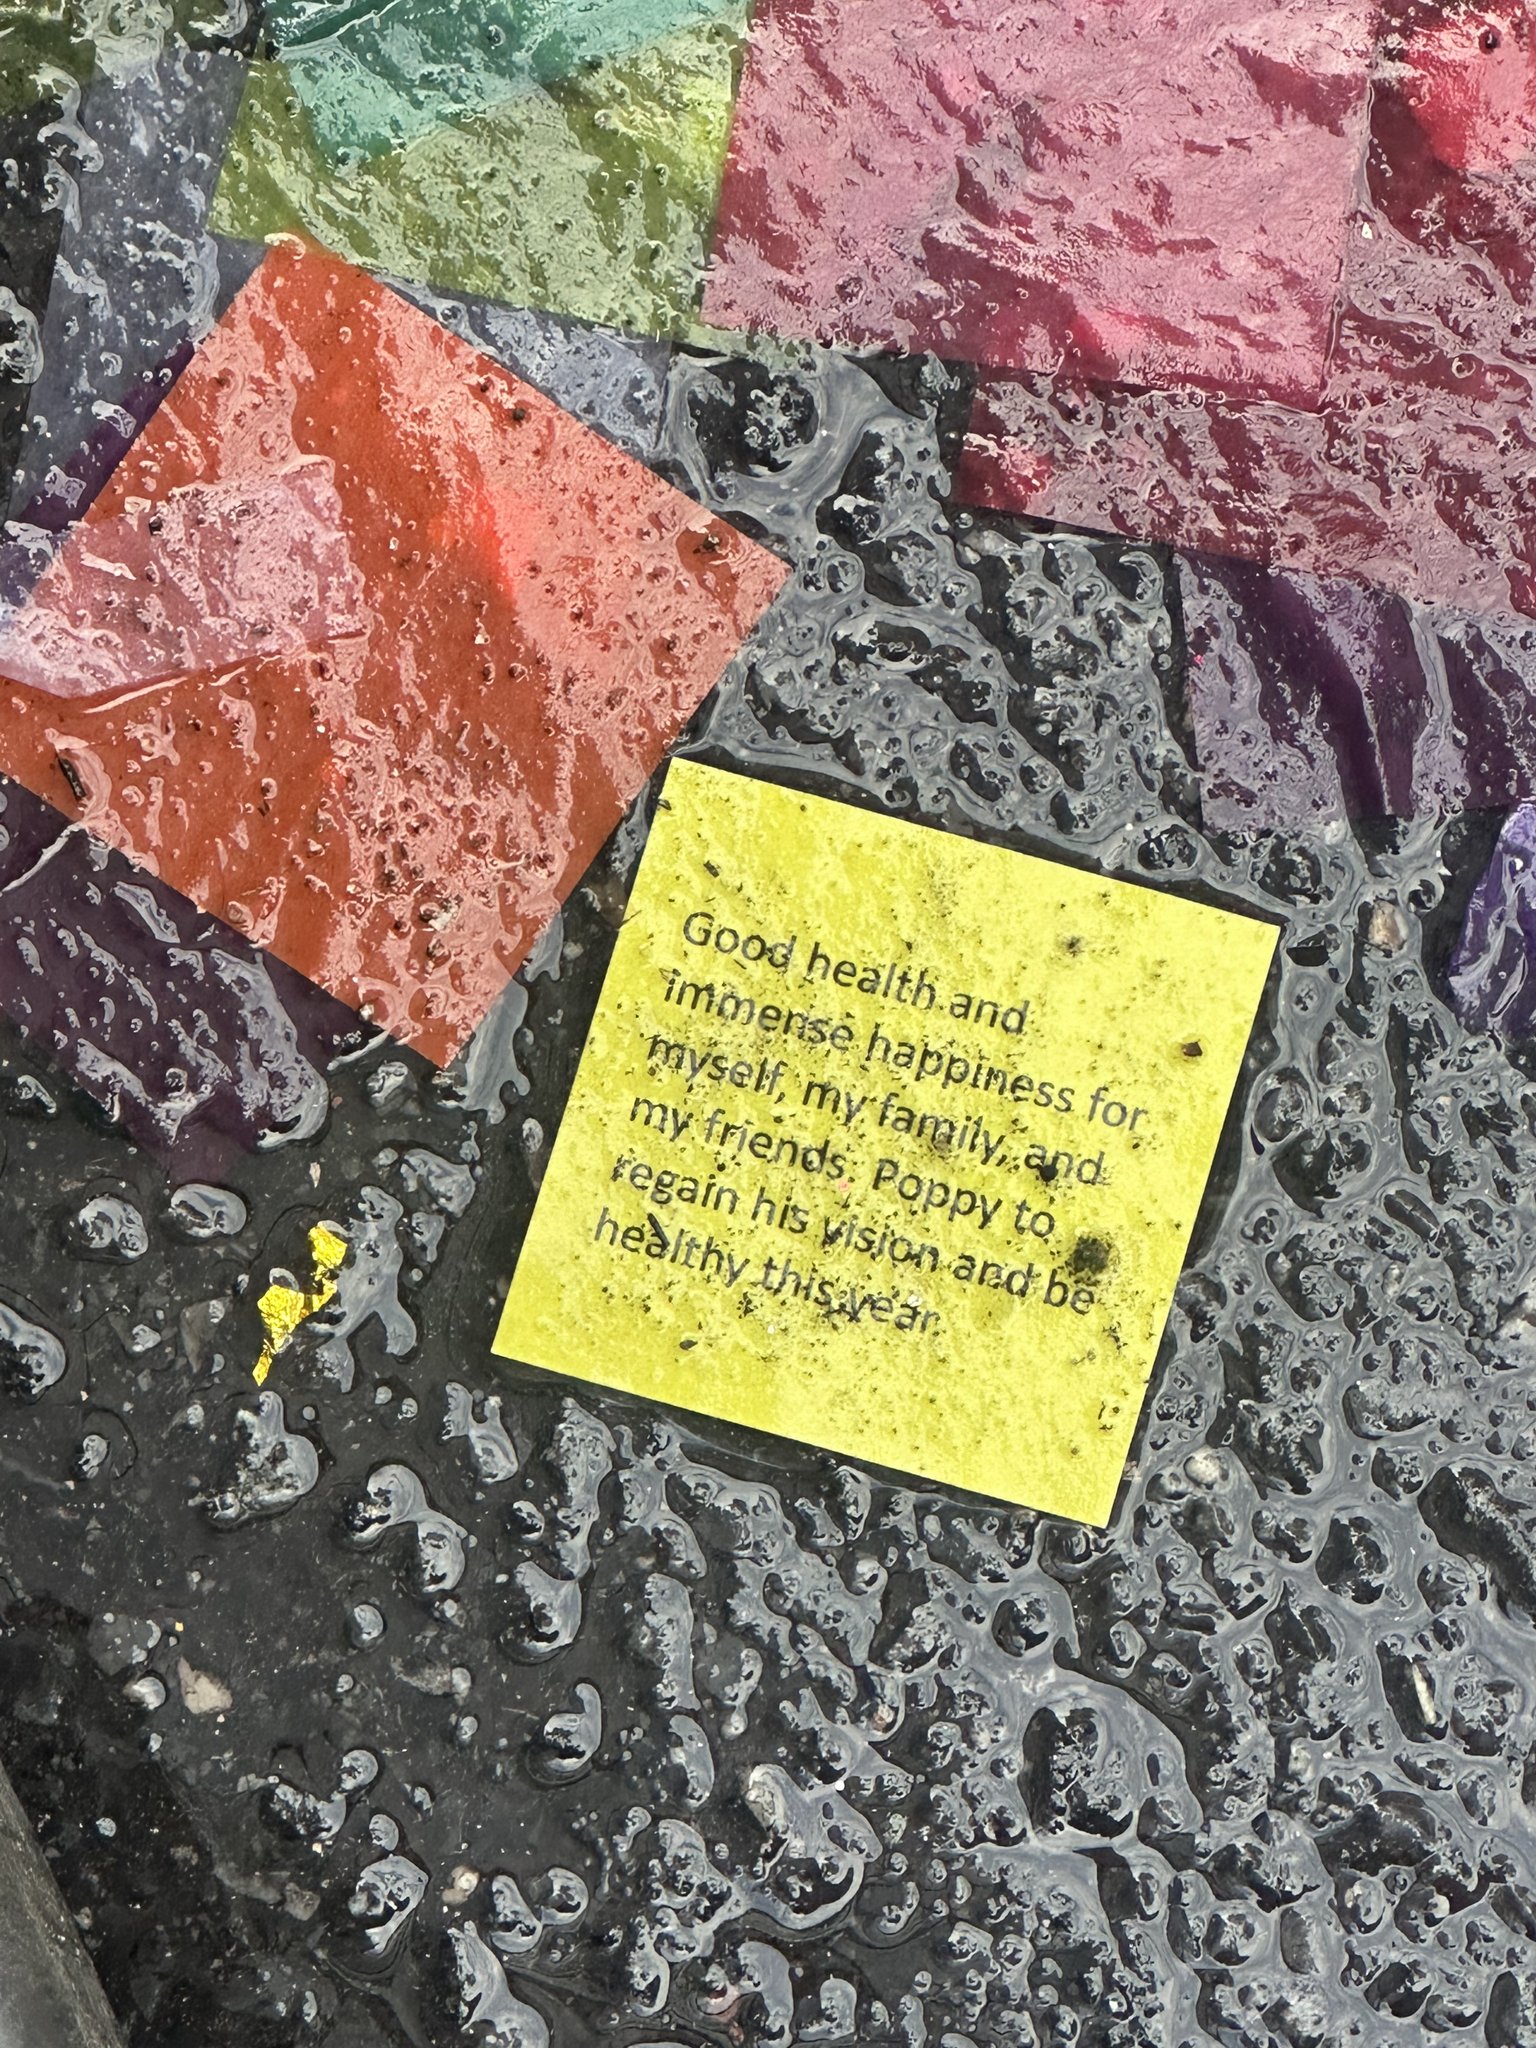 Good health and
immense happiness for
myself, my family, and
my friends. Poppy to
regain his vision and be
healthy this year.